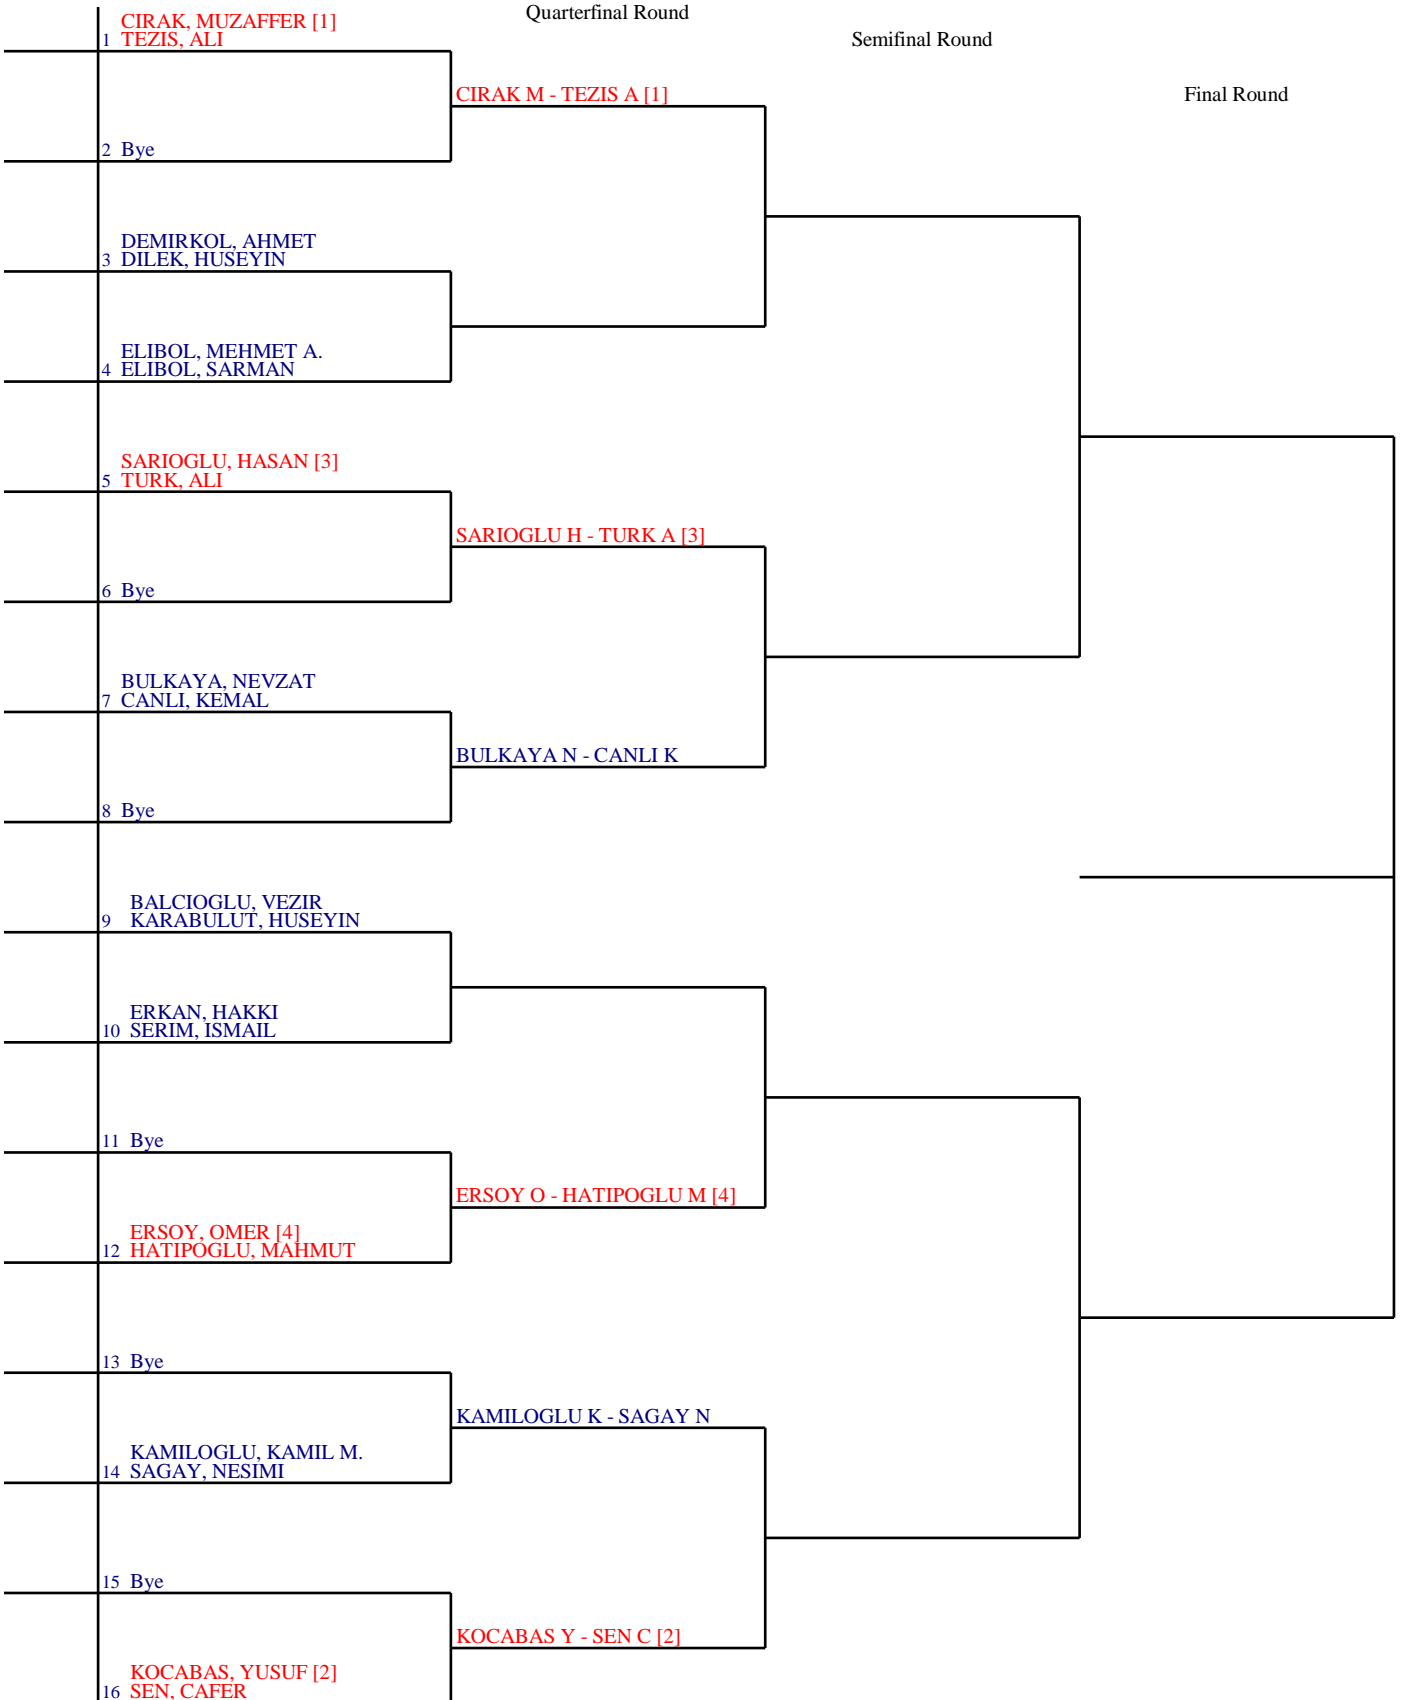 Quarterfinal Round
Semifinal Round
Final Round
CIRAK, MUZAFFER [1]
1 TEZIS, ALI
CIRAK M - TEZIS A [1]
2 Bye
DEMIRKOL, AHMET
3 DILEK, HUSEYIN
ELIBOL, MEHMET A.
4 ELIBOL, SARMAN
SARIOGLU, HASAN [3]
5 TURK, ALI
SARIOGLU H - TURK A [3]
6 Bye
BULKAYA, NEVZAT
7 CANLI, KEMAL
BULKAYA N - CANLI K
8 Bye
BALCIOGLU, VEZIR
9 KARABULUT, HUSEYIN
ERKAN, HAKKI
10 SERIM, ISMAIL
11 Bye
ERSOY O - HATIPOGLU M [4]
ERSOY, OMER [4]
12 HATIPOGLU, MAHMUT
13 Bye
KAMILOGLU K - SAGAY N
KAMILOGLU, KAMIL M.
14 SAGAY, NESIMI
15 Bye
KOCABAS Y - SEN C [2]
KOCABAS, YUSUF [2]
16 SEN, CAFER